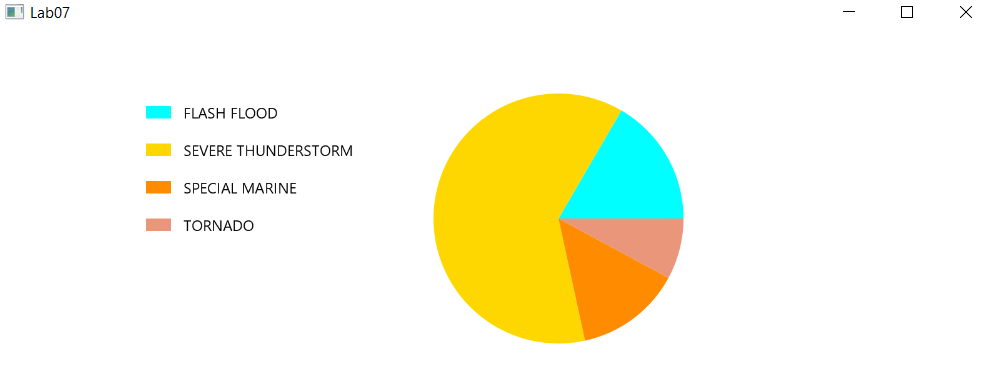 Lab07
FLASH FLOOD
SEVERE THUNDERSTORM
SPECIAL MARINE
TORNADO